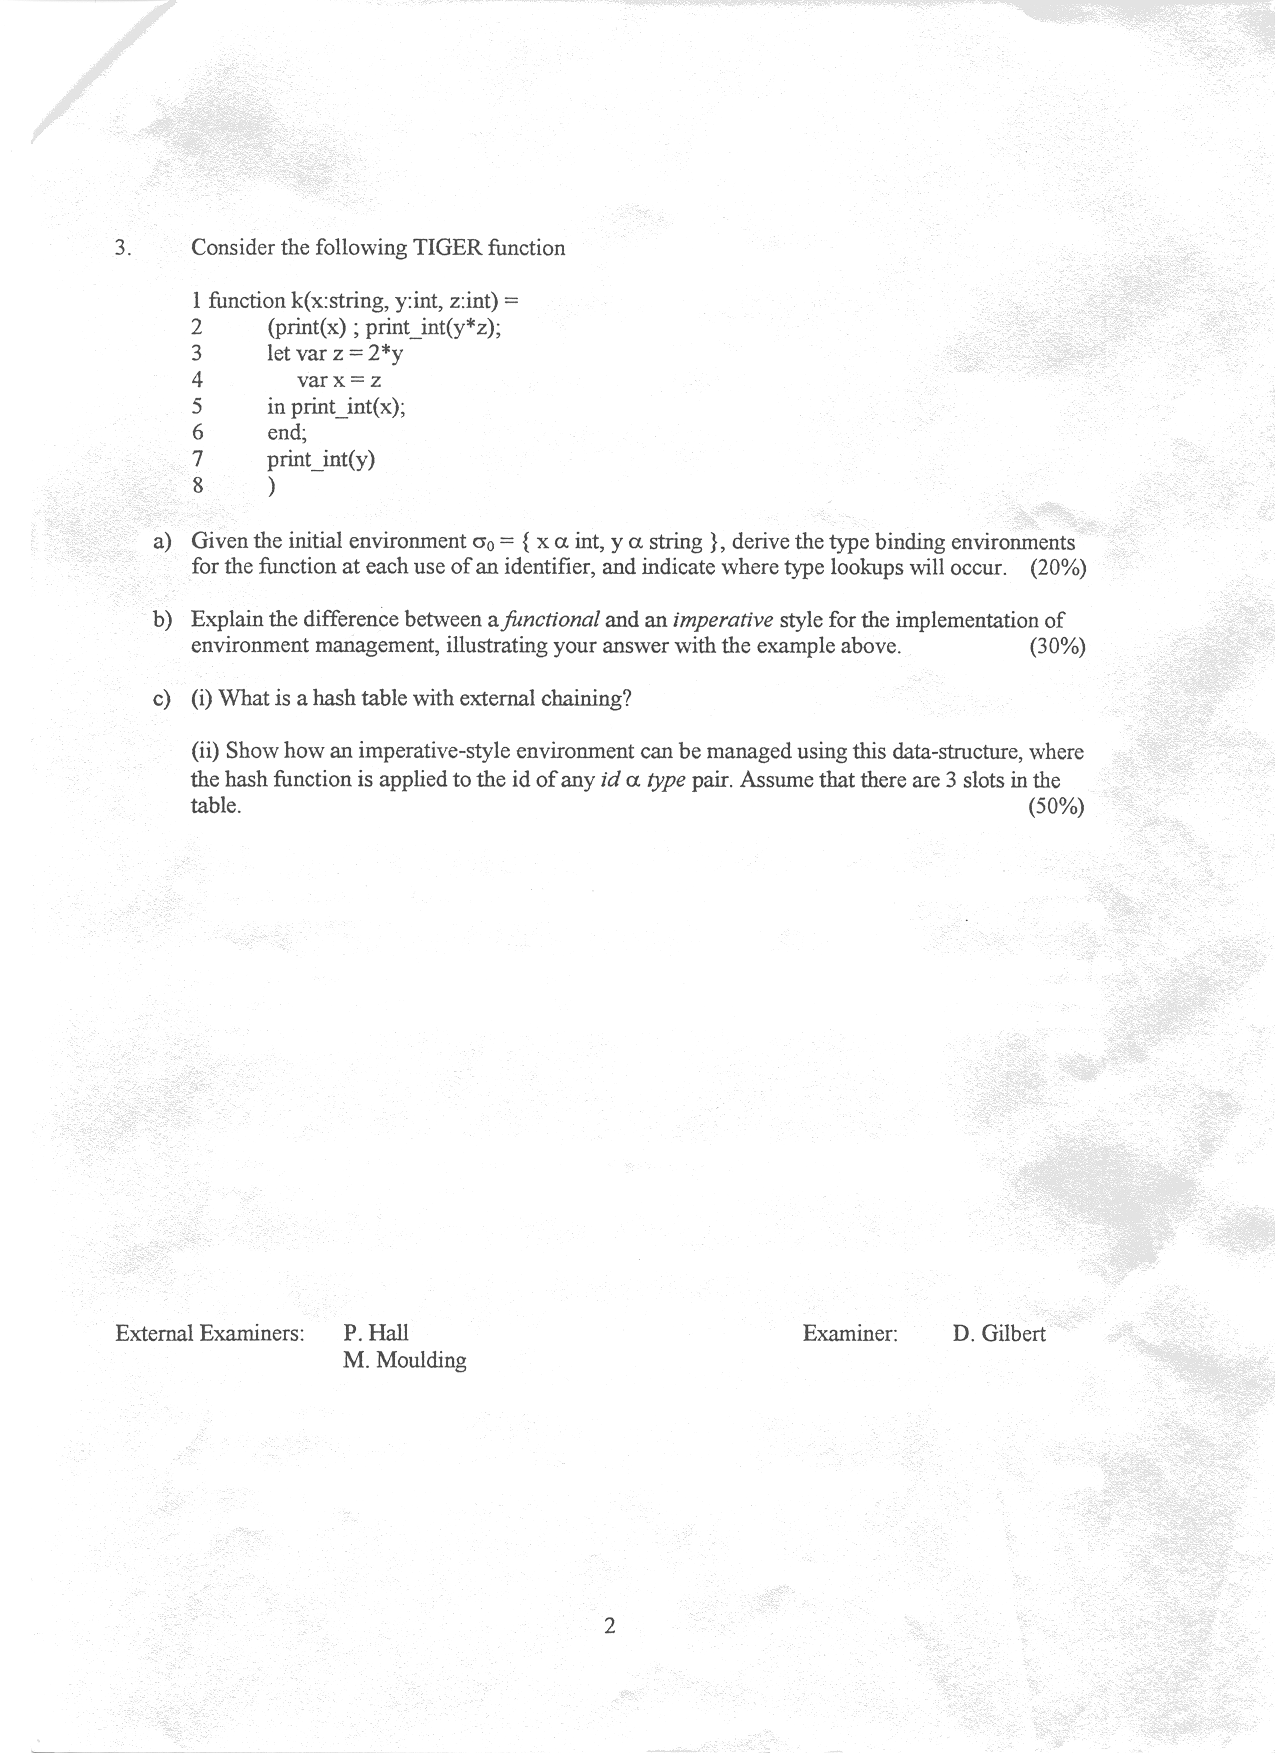 3. Consider the following TIGER function
1 function k(x:string, y:int, z:int) =
2 (print(x) ; print_int(y*z);
3 let var z = 2*y
4 var x = z
5 in print_int(x);
6 end;
7 print_int(y)
8 )
a) Given the initial environment σ0 = { x α int, y α string }, derive the type binding environments
for the function at each use of an identifier, and indicate where type lookups will occur. (20%)
b) Explain the difference between a functional and an imperative style for the implementation of
environment management, illustrating your answer with the example above. (30%)
c) (i) What is a hash table with external chaining?
(ii) Show how an imperative-style environment can be managed using this data-structure, where
the hash function is applied to the id of any id α type pair. Assume that there are 3 slots in the
table. (50%)
External Examiners: P. Hall Examiner: D. Gilbert
M. Moulding
2